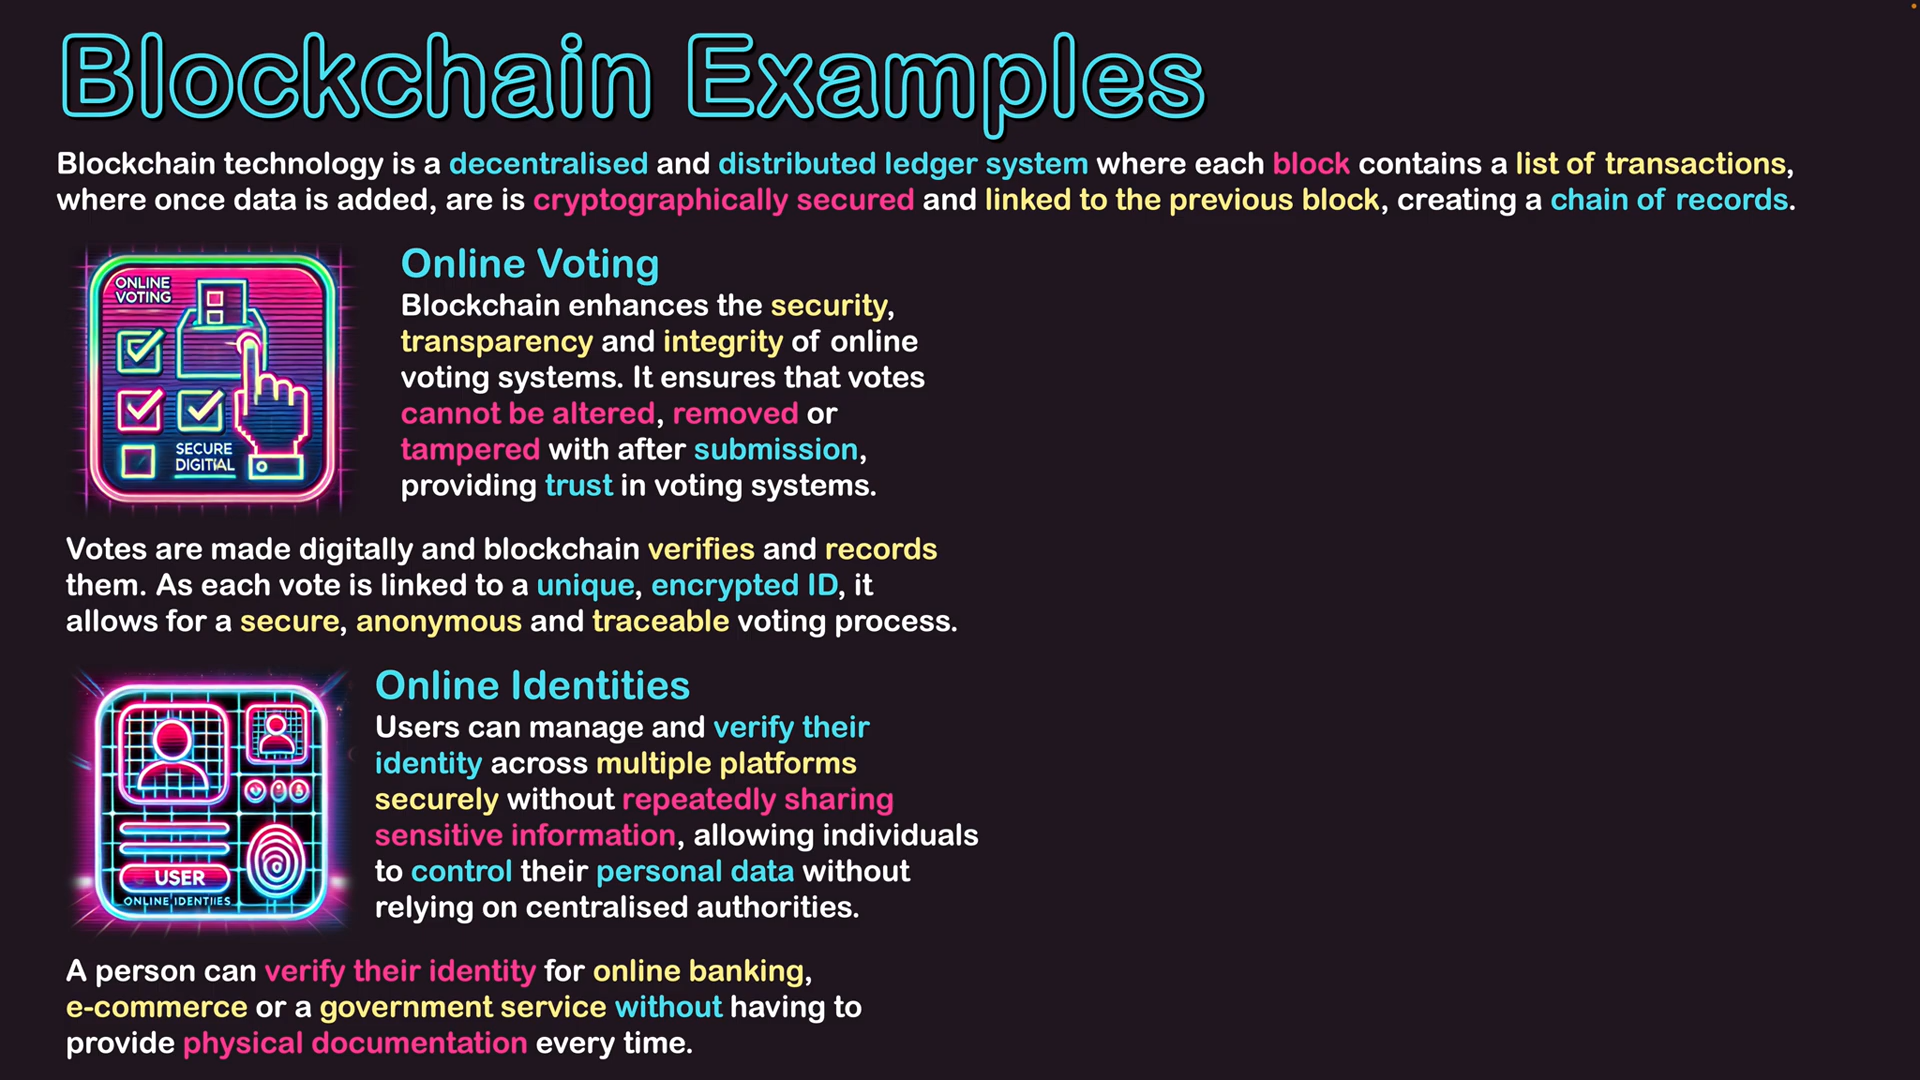 Blockchain Examples
Blockchain technology is a decentralised and distributed ledger system where each block contains a list of transactions,
where once data is added, are is cryptographically secured and linked to the previous block, creating a chain of records.
ONLINE
VOTING
SECURE
DIGITIAL
Online Voting
Blockchain enhances the security,
transparency and integrity of online
voting systems. It ensures that votes
cannot be altered, removed or
tampered with after submission,
providing trust in voting systems.
Votes are made digitally and blockchain verifies and records
them. As each vote is linked to a unique, encrypted ID, it
allows for a secure, anonymous and traceable voting process.
USER
ONLINE IDENTIIES
Online Identities
Users can manage and verify their
identity across multiple platforms
securely without repeatedly sharing
sensitive information, allowing individuals
to control their personal data without
relying on centralised authorities.
A person can verify their identity for online banking,
e-commerce or a government service without having to
provide physical documentation every time.